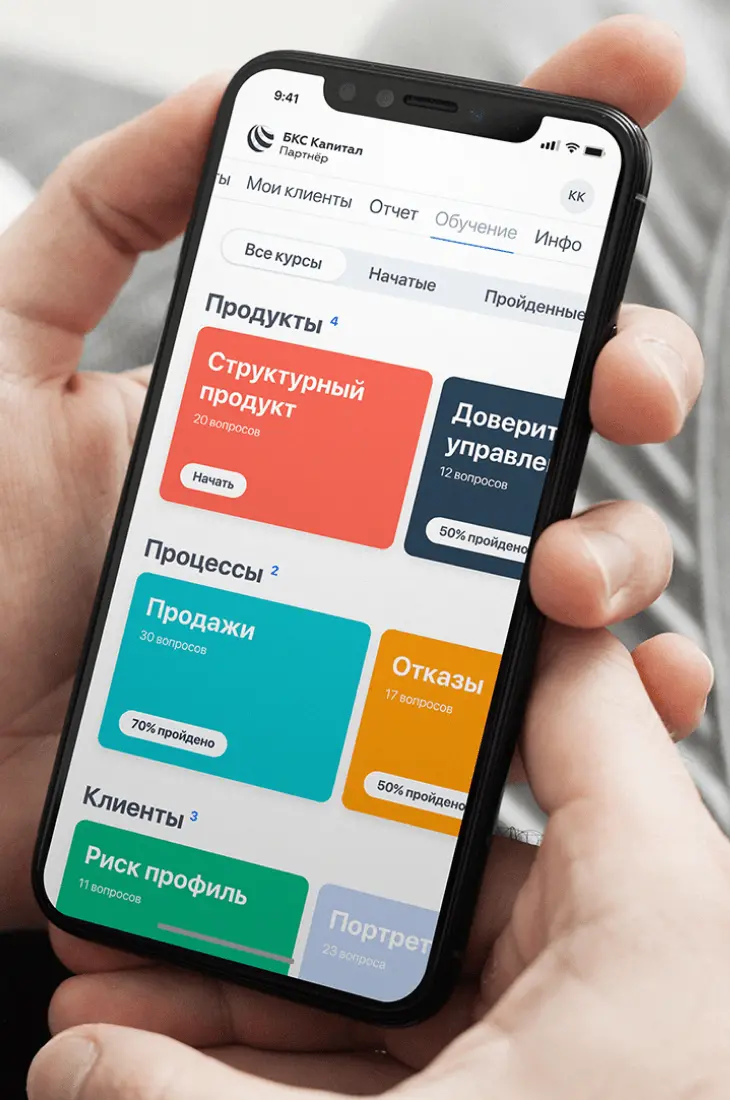 9:41
БКС Капитал
Партнёр
КК
ты Мои клиенты Отчет Обучение Инфо
Все курсы Начатые Пройденные
Продукты 4
Структурный
продукт
20 вопросов
Начать
Доверит
управле
12 вопросов
50% пройдено
Процессы 2
Продажи
30 вопросов
70% пройдено
Отказы
17 вопросов
50% пройдено
Клиенты 3
Риск профиль
11 вопросов
Портрет
23 вопроса